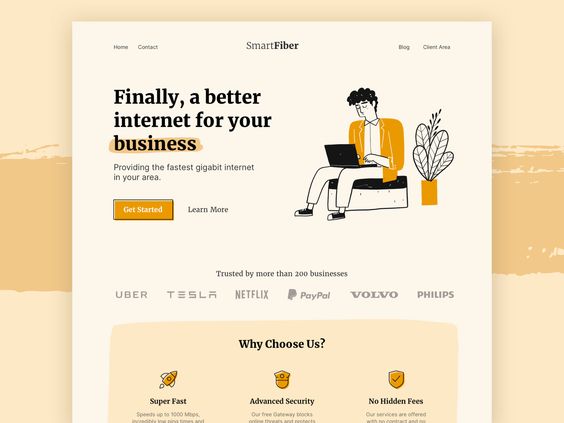 Home Contact SmartFiber Blog Client Area
Finally, a better
internet for your
business
Providing the fastest gigabit internet
in your area.
Get Started Learn More
Trusted by more than 200 businesses
UBER TESLA NETFLIX PayPal VOLVO PHILIPS
Why Choose Us?
Super Fast Advanced Security No Hidden Fees
Speeds up to 1000 Mbps, Our free Gateway blocks Our services are offered
incredibly low ping times and online threats and protects with no contract and no